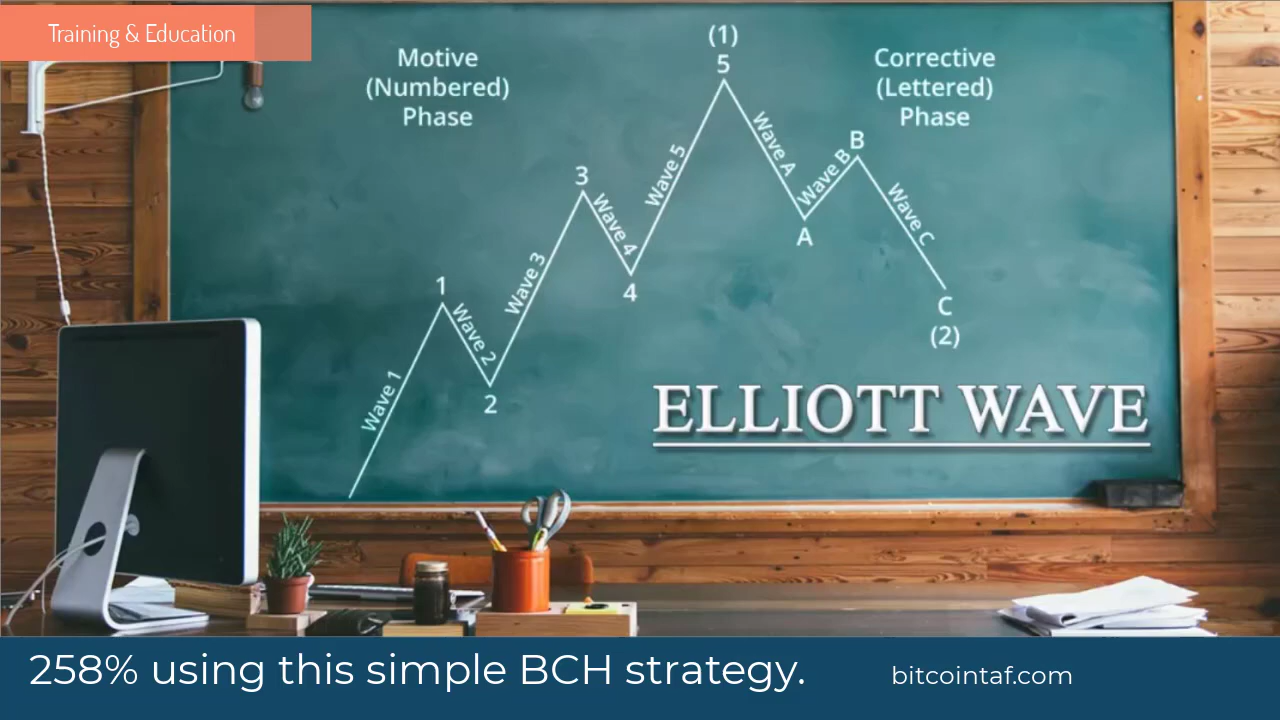 Training & Education
Motive
(Numbered)
Phase
(1)
5
Corrective
(Lettered)
Phase
Wave 1
1
Wave 2
2
Wave 3
3
Wave 4
4
Wave 5
Wave A
A
Wave B
B
Wave C
C
(2)
ELLIOTT WAVE
258% using this simple BCH strategy.
bitcointaf.com